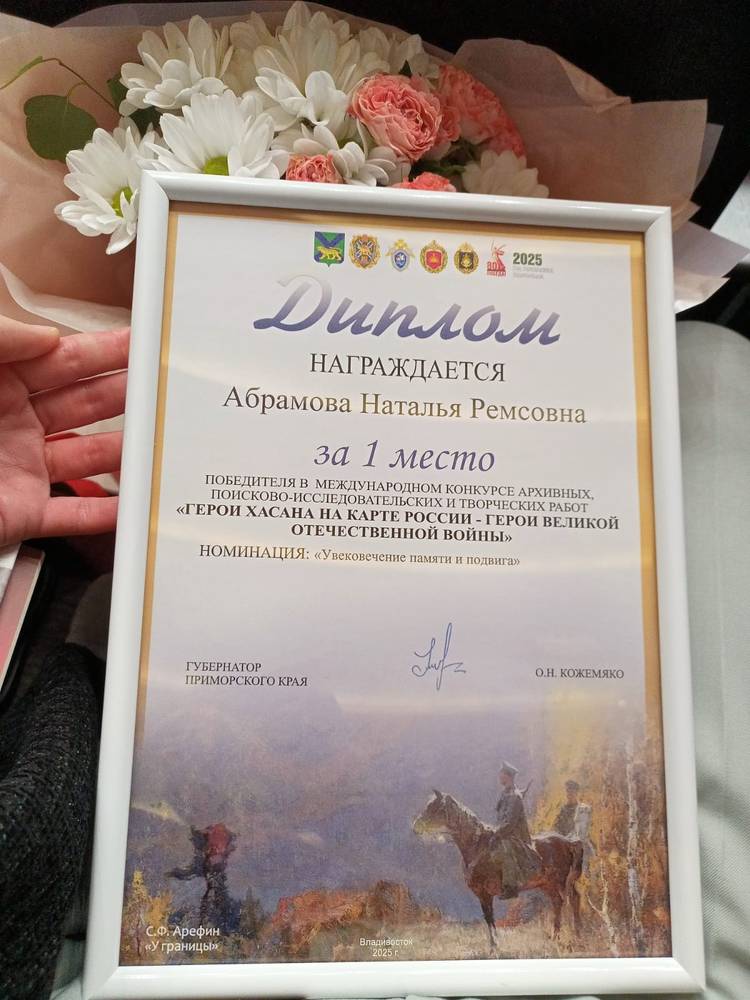 2025
Диплом
НАГРАЖДАЕТСЯ
Абрамова Наталья Ремсовна
за 1 место
ПОБЕДИТЕЛЯ В МЕЖДУНАРОДНОМ КОНКУРСЕ АРХИВНЫХ,
ПОИСКОВО-ИССЛЕДОВАТЕЛЬСКИХ И ТВОРЧЕСКИХ РАБОТ
«ГЕРОИ ХАСАНА НА КАРТЕ РОССИИ - ГЕРОИ ВЕЛИКОЙ
ОТЕЧЕСТВЕННОЙ ВОЙНЫ»
НОМИНАЦИЯ: «Увековечение памяти и подвига»
ГУБЕРНАТОР
ПРИМОРСКОГО КРАЯ
О.Н. КОЖЕМЯКО
С.Ф. Арефин
«У границы»
Владивосток
2025 г.